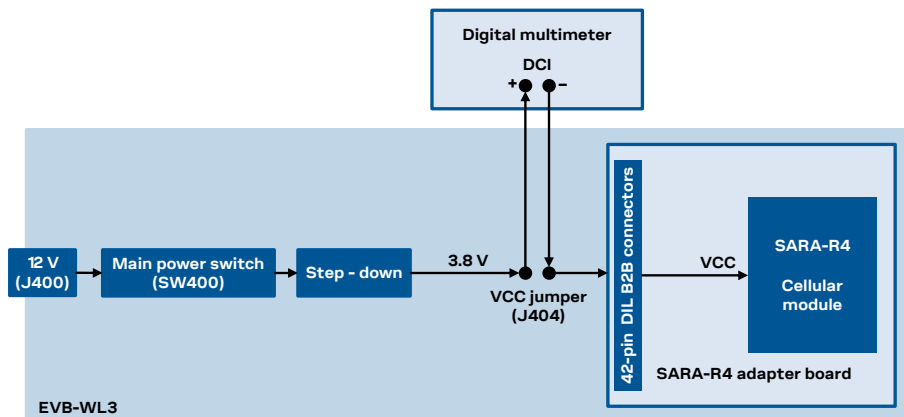 Digital multimeter
DCI
+ −
12 V
(J400)
Main power switch
(SW400)
Step - down
3.8 V
VCC jumper
(J404)
42-pin DIL B2B connectors
VCC
SARA-R4
Cellular
module
SARA-R4 adapter board
EVB-WL3